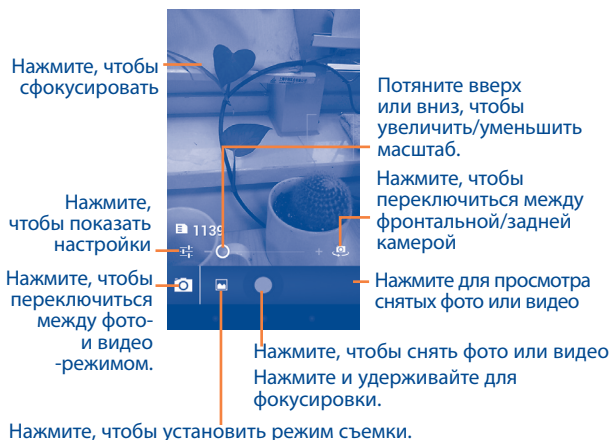 Нажмите, чтобы
сфокусировать
Потяните вверх
или вниз, чтобы
увеличить/уменьшить
масштаб.
Нажмите,
чтобы показать
настройки
Нажмите, чтобы
переключиться между
фронтальной/задней
камерой
1139
Нажмите, чтобы
переключиться
между фото-
и видео
-режимом.
Нажмите для просмотра
снятых фото или видео
Нажмите, чтобы снять фото или видео
Нажмите и удерживайте для
фокусировки.
Нажмите, чтобы установить режим съемки.